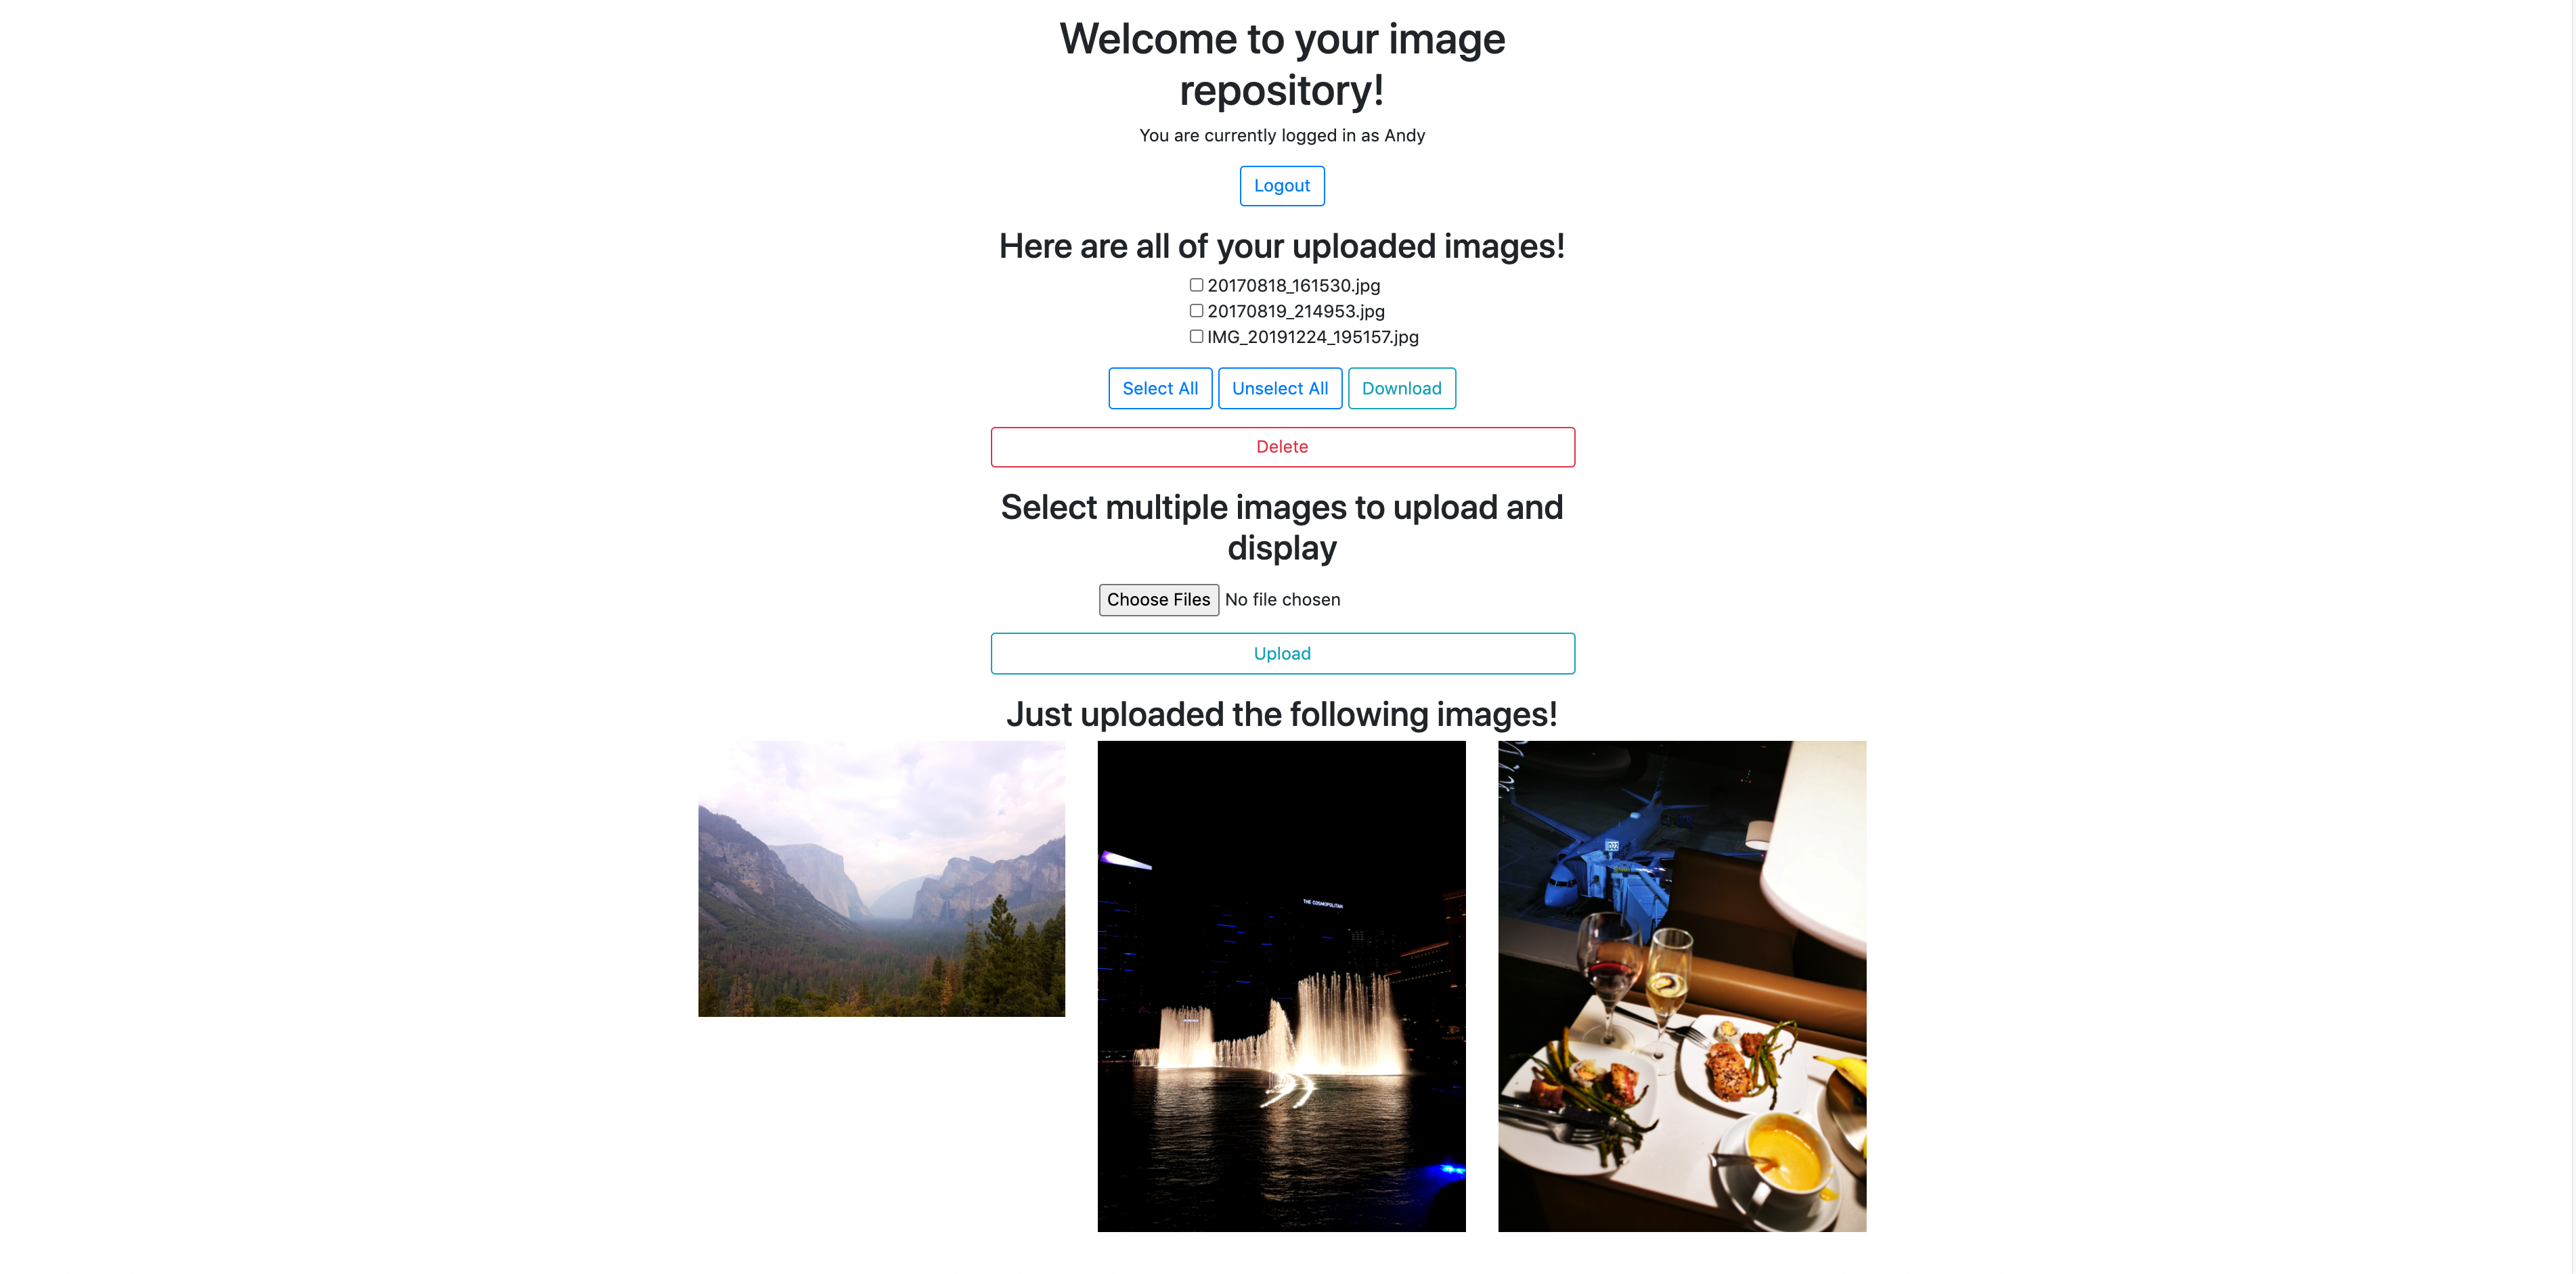 Welcome to your image
repository!
You are currently logged in as Andy
Logout
Here are all of your uploaded images!
20170818_161530.jpg
20170819_214953.jpg
IMG_20191224_195157.jpg
Select All Unselect All Download
Delete
Select multiple images to upload and
display
Choose Files No file chosen
Upload
Just uploaded the following images!
THE COSMOPOLITAN